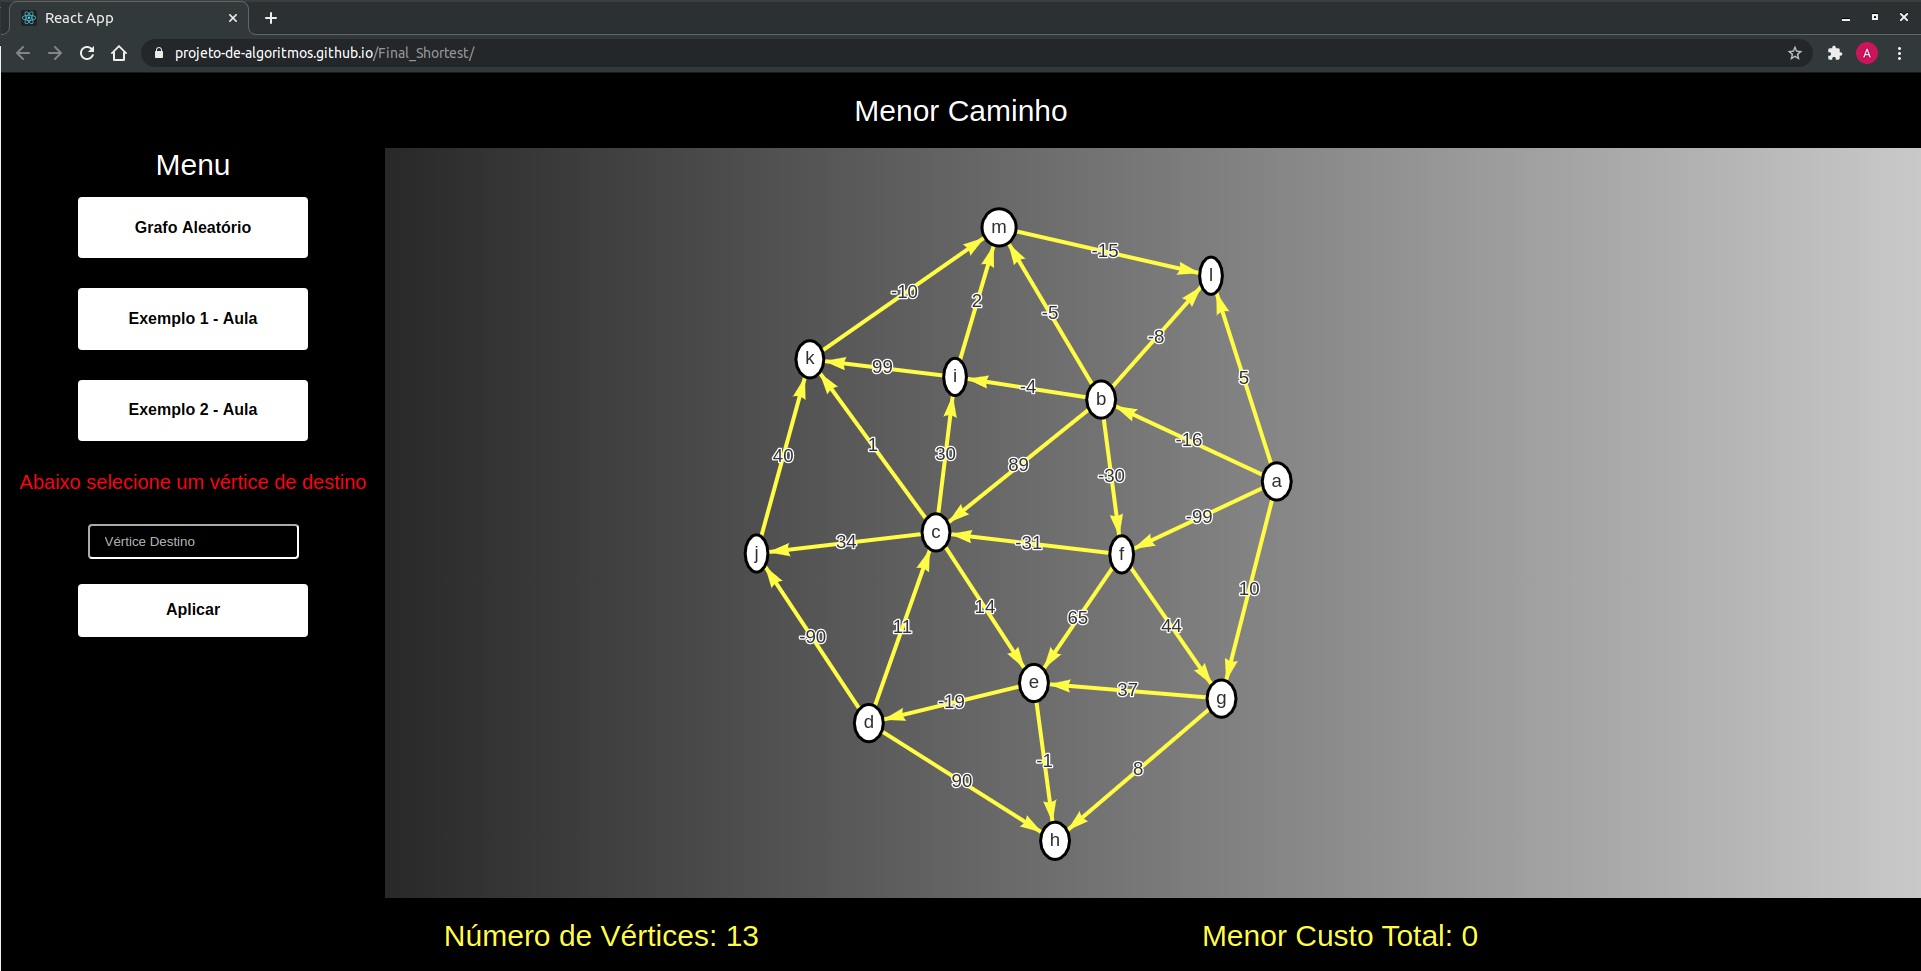 React App
projeto-de-algoritmos.github.io/Final_Shortest/
A
Menor Caminho
Menu
Grafo Aleatório
Exemplo 1 - Aula
Exemplo 2 - Aula
Abaixo selecione um vértice de destino
Vértice Destino
Aplicar
m
-15
l
-10
2
-5
-8
k
99
i
-4
b
5
40
1
30
89
-16
-30
a
j
34
c
-31
f
-99
10
-90
11
14
65
44
d
-19
e
37
g
90
-1
8
h
Número de Vértices: 13
Menor Custo Total: 0